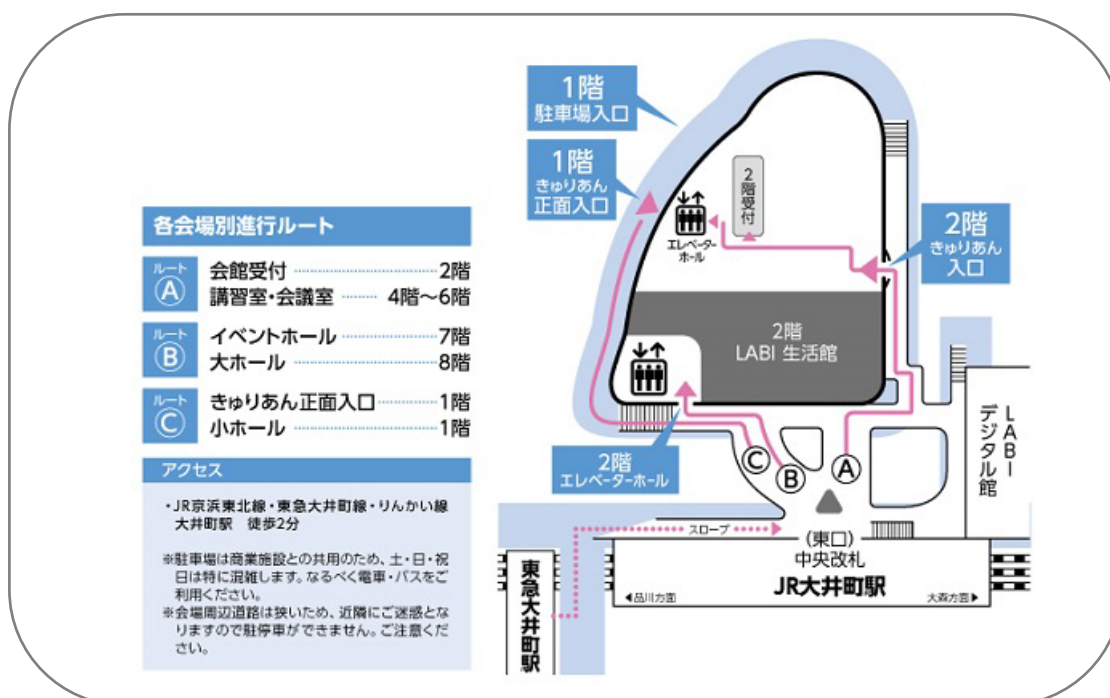 各会場別進行ルート
ルート
A
会館受付 2階
講習室・会議室 4階〜6階
ルート
B
イベントホール 7階
大ホール 8階
ルート
C
きゅりあん正面入口 1階
小ホール 1階
アクセス
・JR京浜東北線・東急大井町線・りんかい線
大井町駅 徒歩2分
※駐車場は商業施設との共用のため、土・日・祝
日は特に混雑します。なるべく電車・バスをご
利用ください。
※会場周辺道路は狭いため、近隣にご迷惑とな
りますので駐停車ができません。ご注意くだ
さい。
1階
駐車場入口
1階
きゅりあん
正面入口
2階受付
エレベーター
ホール
2階
きゅりあん
入口
2階
LABI 生活館
2階
エレベーターホール
C
B
A
LABI
デジタル館
スロープ
(東口)
中央改札
JR大井町駅
◀品川方面
大森方面▶
東急大井町駅